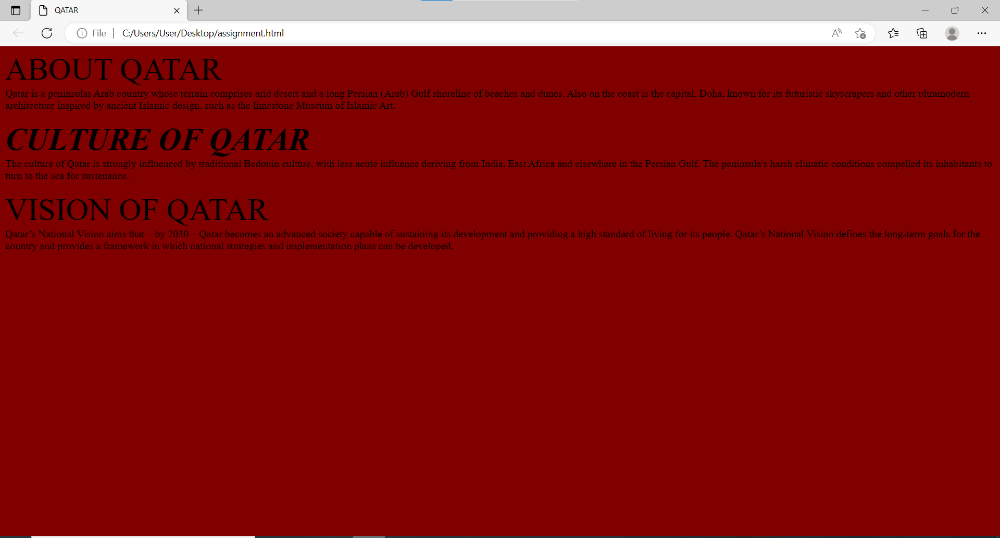 QATAR
File
C:/Users/User/Desktop/assignment.html
ABOUT QATAR
Qatar is a peninsular Arab country whose terrain comprises arid desert and a long Persian (Arab) Gulf shoreline of beaches and dunes. Also on the coast is the capital, Doha, known for its futuristic skyscrapers and other ultramodern
architecture inspired by ancient Islamic design, such as the limestone Museum of Islamic Art.
CULTURE OF QATAR
The culture of Qatar is strongly influenced by traditional Bedouin culture, with less acute influence deriving from India, East Africa and elsewhere in the Persian Gulf. The peninsula's harsh climatic conditions compelled its inhabitants to
turn to the sea for sustenance.
VISION OF QATAR
Qatar’s National Vision aims that – by 2030 – Qatar becomes an advanced society capable of sustaining its development and providing a high standard of living for its people. Qatar’s National Vision defines the long-term goals for the
country and provides a framework in which national strategies and implementation plans can be developed.